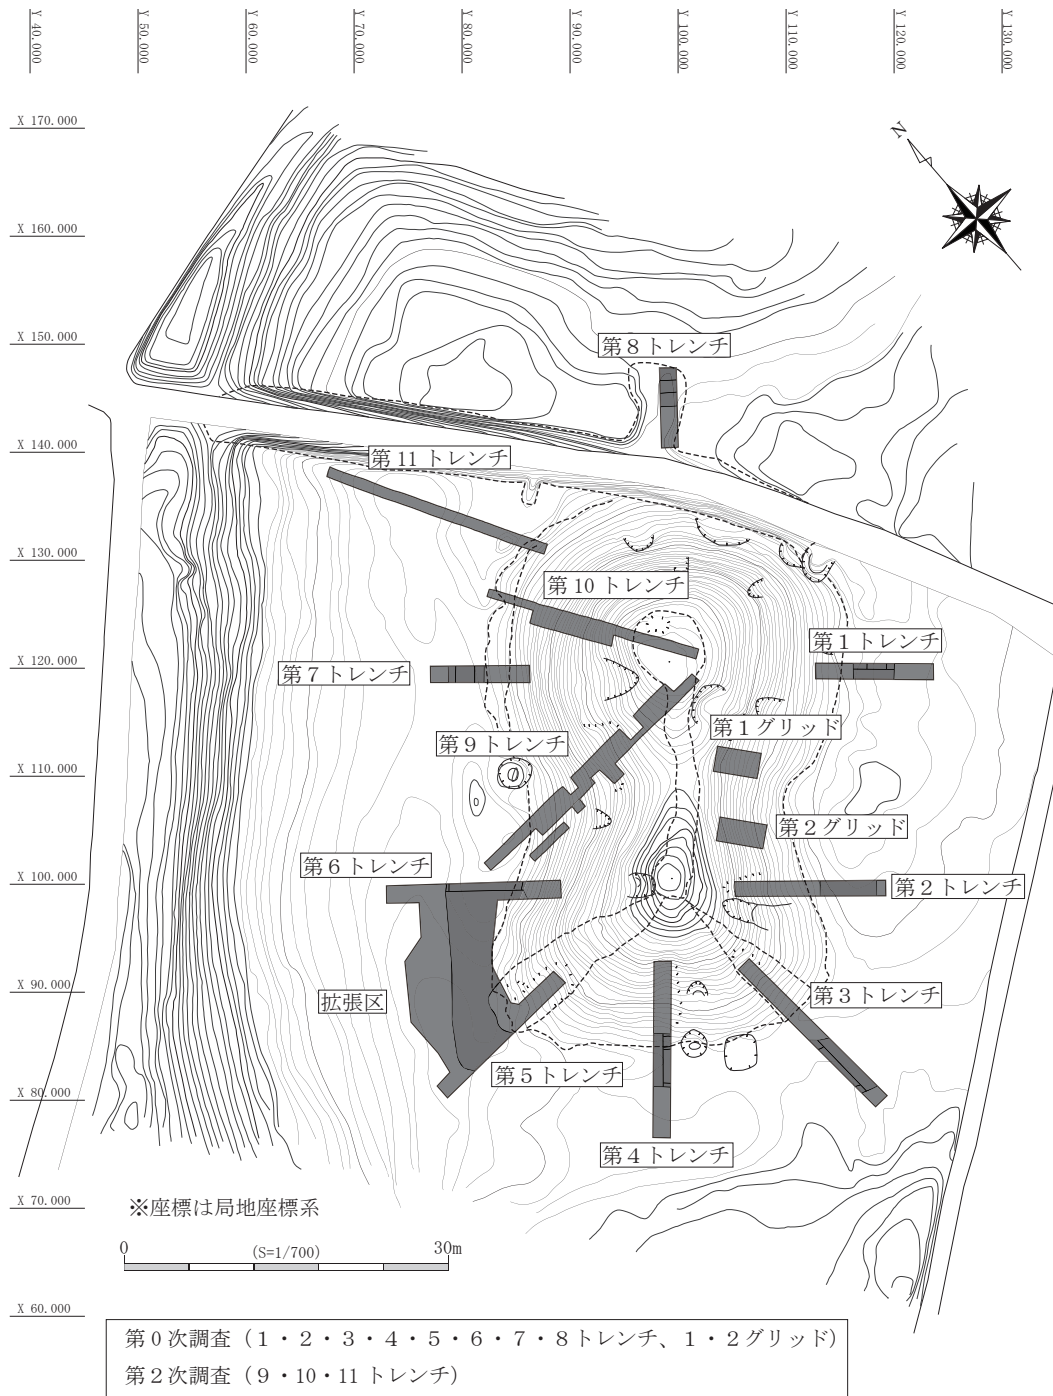 Y 40.000
Y 50.000
Y 60.000
Y 70.000
Y 80.000
Y 90.000
Y 100.000
Y 110.000
Y 120.000
Y 130.000
X 170.000
N
X 160.000
X 150.000
第８トレンチ
X 140.000
第11トレンチ
X 130.000
第10トレンチ
第１トレンチ
X 120.000
第７トレンチ
第１グリッド
第９トレンチ
X 110.000
第２グリッド
第６トレンチ
X 100.000
第２トレンチ
X 90.000
第３トレンチ
拡張区
第５トレンチ
X 80.000
第４トレンチ
X 70.000
※座標は局地座標系
0 (S=1/700) 30m
X 60.000
第０次調査（１・２・３・４・５・６・７・８トレンチ、１・２グリッド）
第２次調査（９・10・11トレンチ）